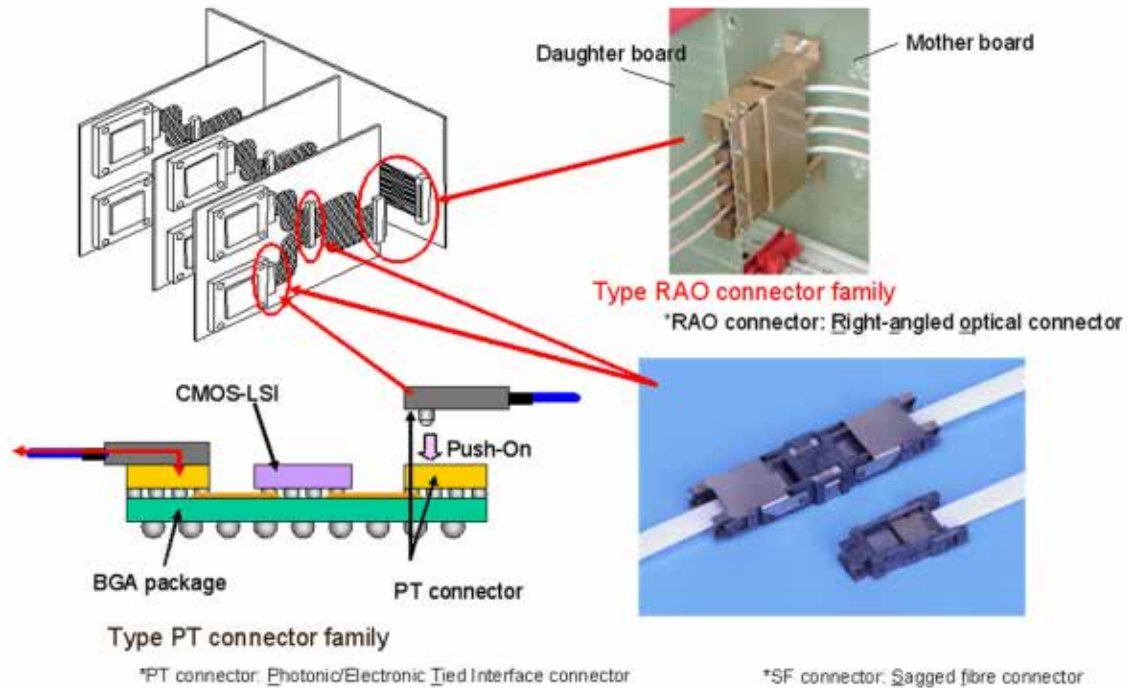 Daughter board
Mother board
Type RAO connector family
*RAO connector: Right-angled optical connector
CMOS-LSI
Push-On
BGA package
PT connector
Type PT connector family
*PT connector: Photonic/Electronic Tied Interface connector
*SF connector: Sagged fibre connector